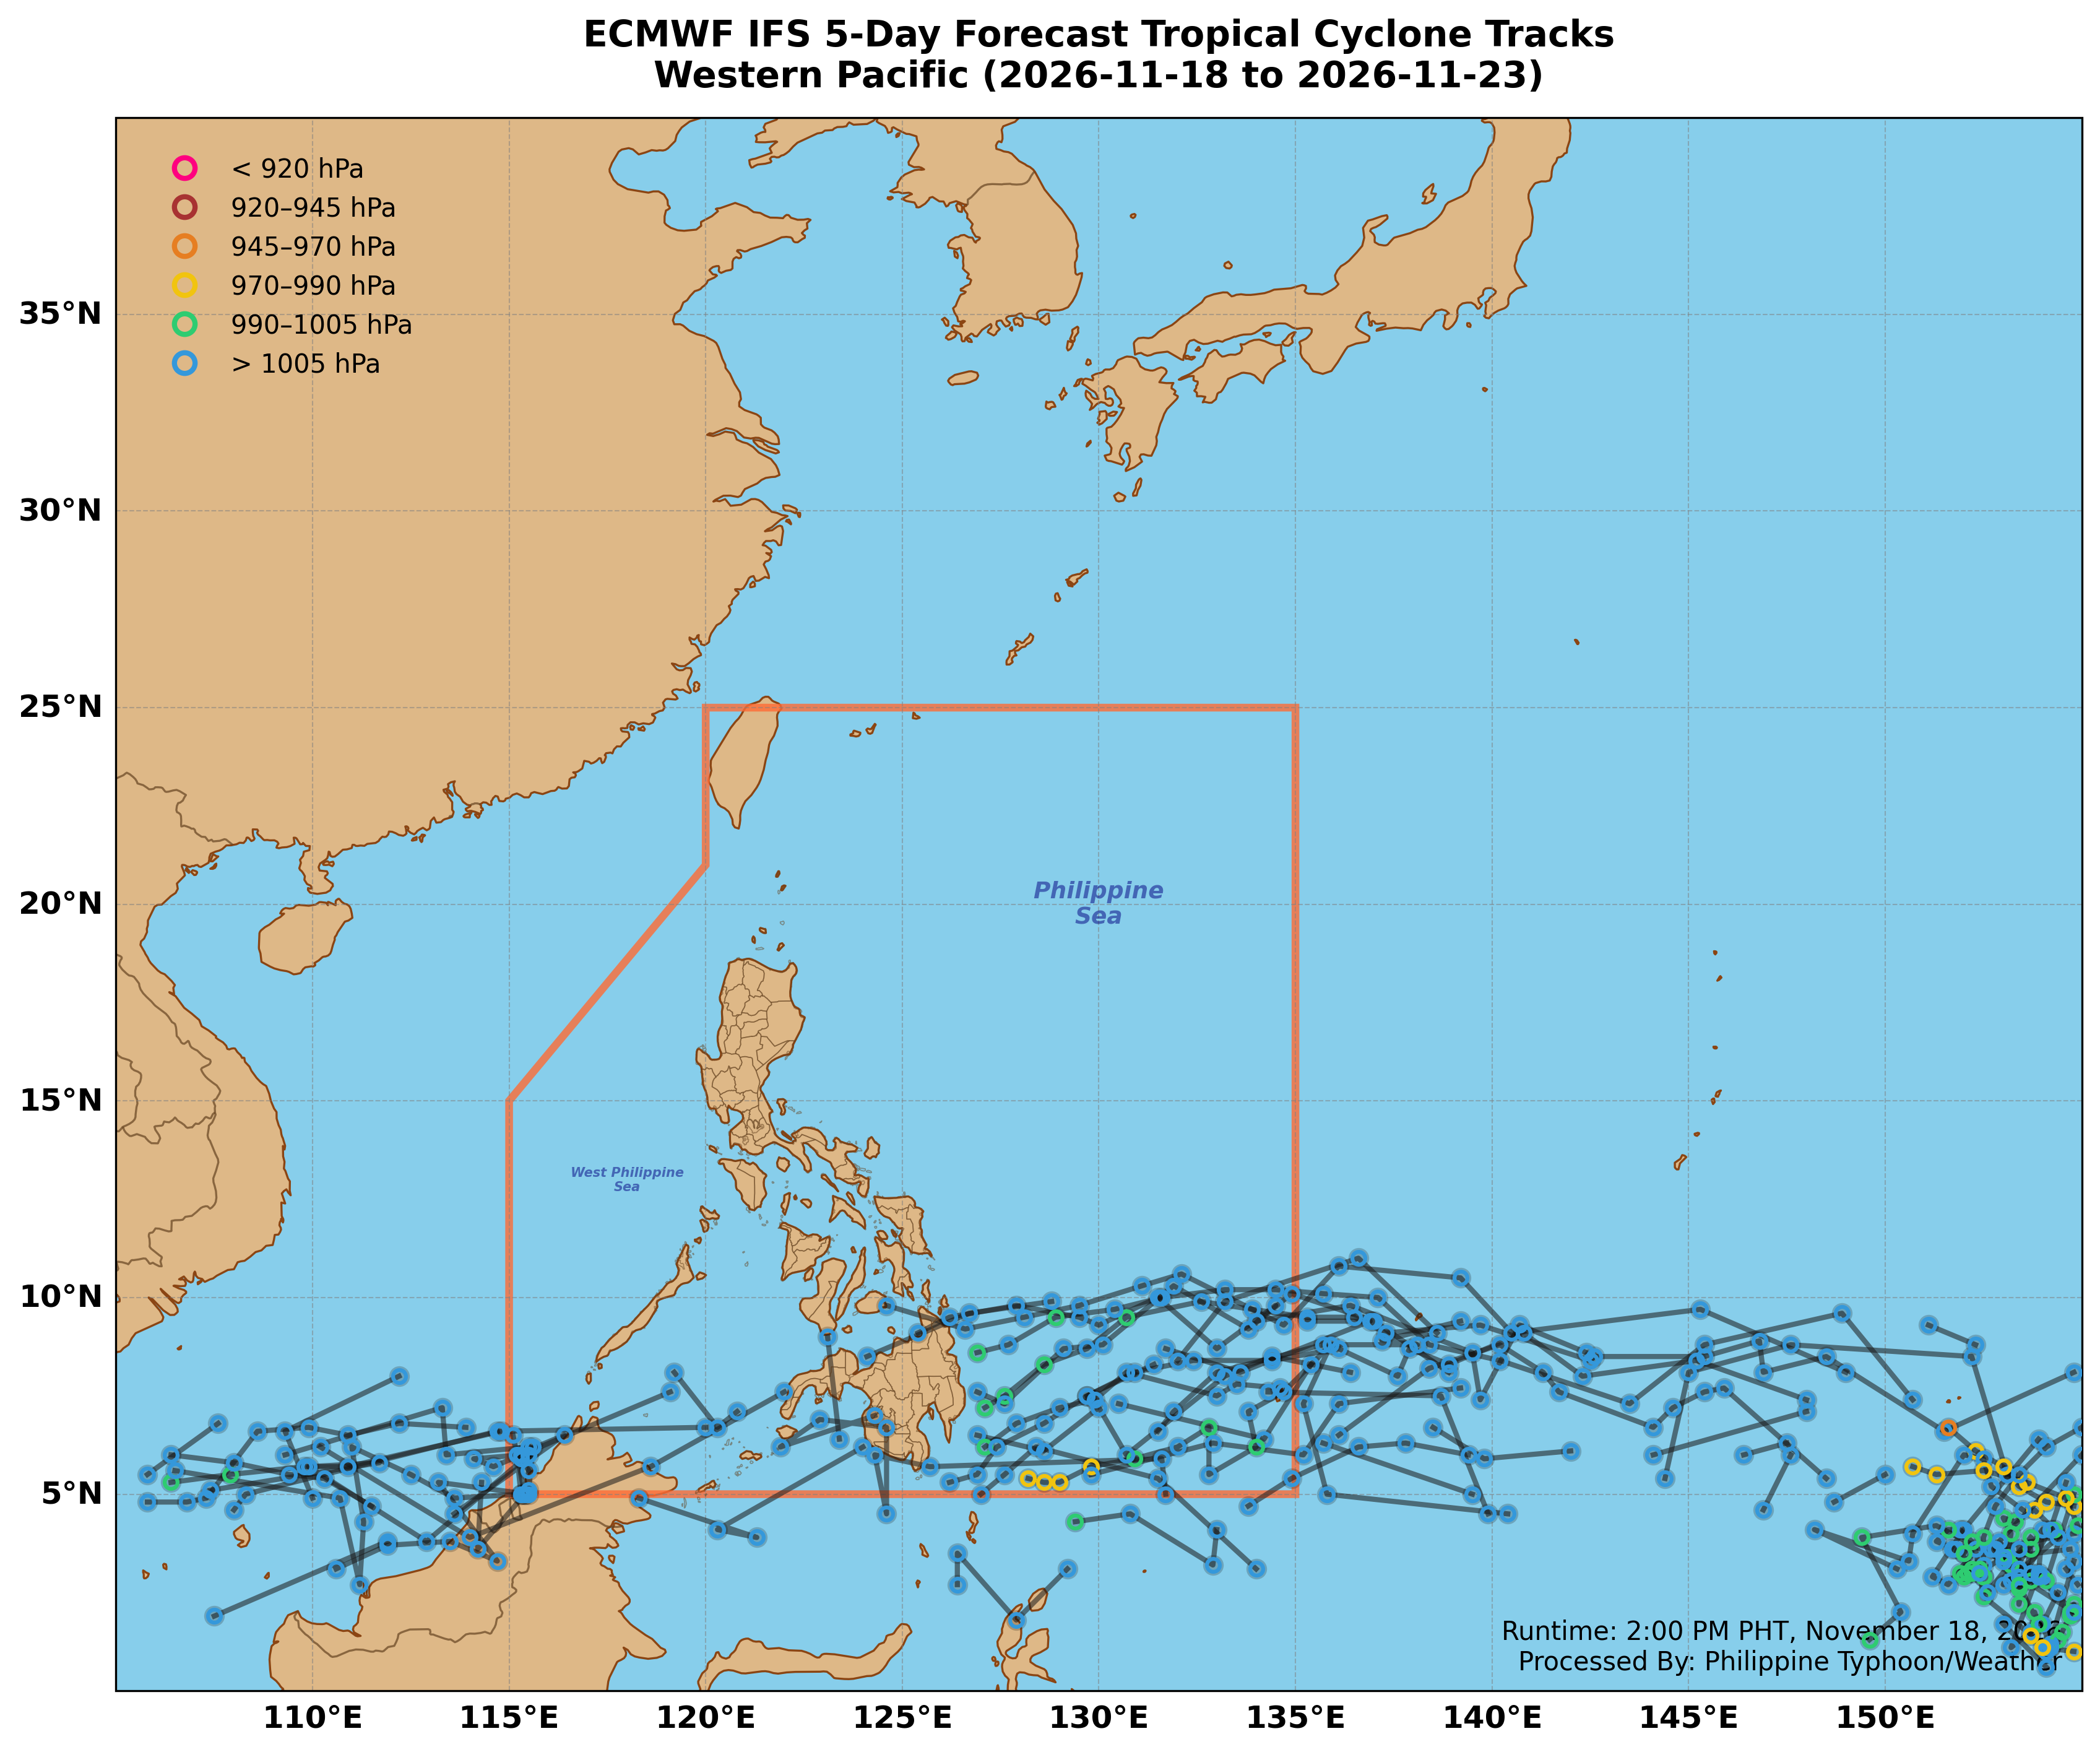 ECMWF IFS 5-Day Forecast Tropical Cyclone Tracks
Western Pacific (2026-11-18 to 2026-11-23)
< 920 hPa
920–945 hPa
945–970 hPa
970–990 hPa
990–1005 hPa
> 1005 hPa
35°N
30°N
25°N
20°N
15°N
10°N
5°N
Philippine
Sea
West Philippine
Sea
Runtime: 2:00 PM PHT, November 18, 2026
Processed By: Philippine Typhoon/Weather
110°E
115°E
120°E
125°E
130°E
135°E
140°E
145°E
150°E